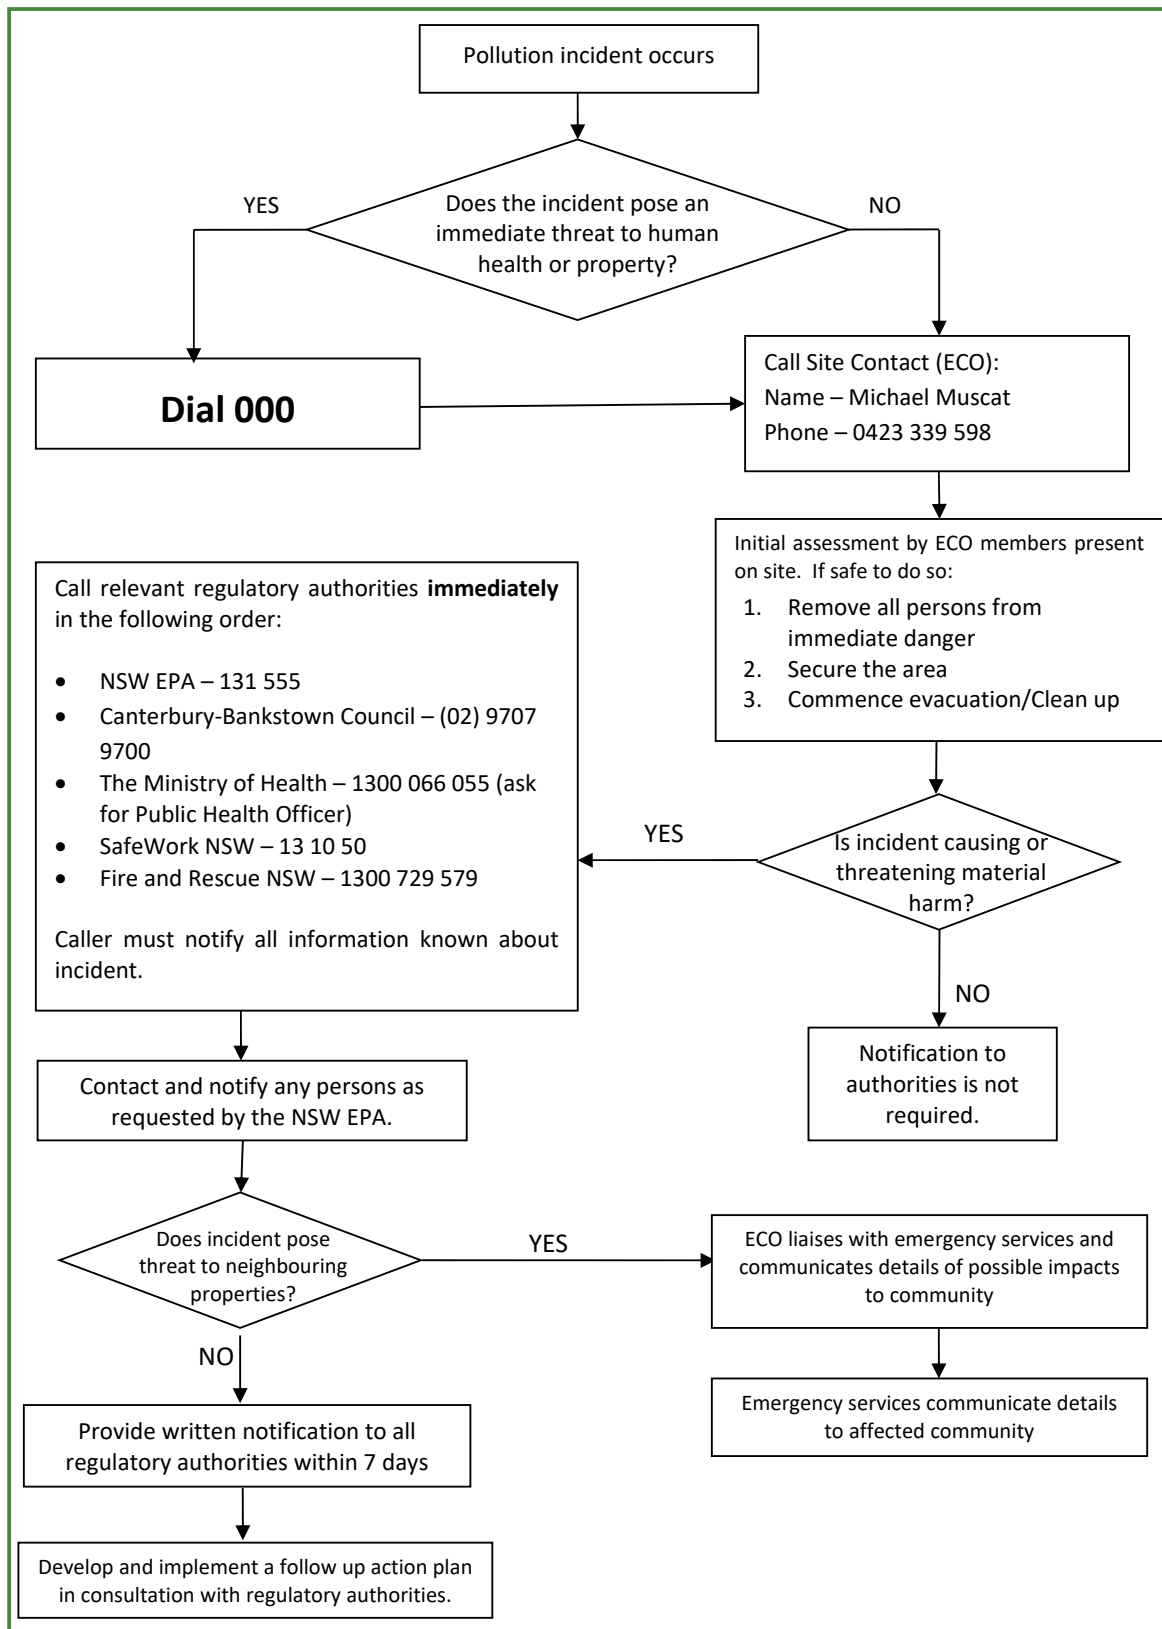 Pollution incident occurs
Does the incident pose an
immediate threat to human
health or property?
YES
NO
Dial 000
Call Site Contact (ECO):
Name – Michael Muscat
Phone – 0423 339 598
Initial assessment by ECO members present
on site. If safe to do so:
1. Remove all persons from
immediate danger
2. Secure the area
3. Commence evacuation/Clean up
Is incident causing or
threatening material
harm?
YES
NO
Call relevant regulatory authorities immediately
in the following order:
• NSW EPA – 131 555
• Canterbury-Bankstown Council – (02) 9707
9700
• The Ministry of Health – 1300 066 055 (ask
for Public Health Officer)
• SafeWork NSW – 13 10 50
• Fire and Rescue NSW – 1300 729 579
Caller must notify all information known about
incident.
Notification to
authorities is not
required.
Contact and notify any persons as
requested by the NSW EPA.
Does incident pose
threat to neighbouring
properties?
YES
NO
ECO liaises with emergency services and
communicates details of possible impacts
to community
Emergency services communicate details
to affected community
Provide written notification to all
regulatory authorities within 7 days
Develop and implement a follow up action plan
in consultation with regulatory authorities.